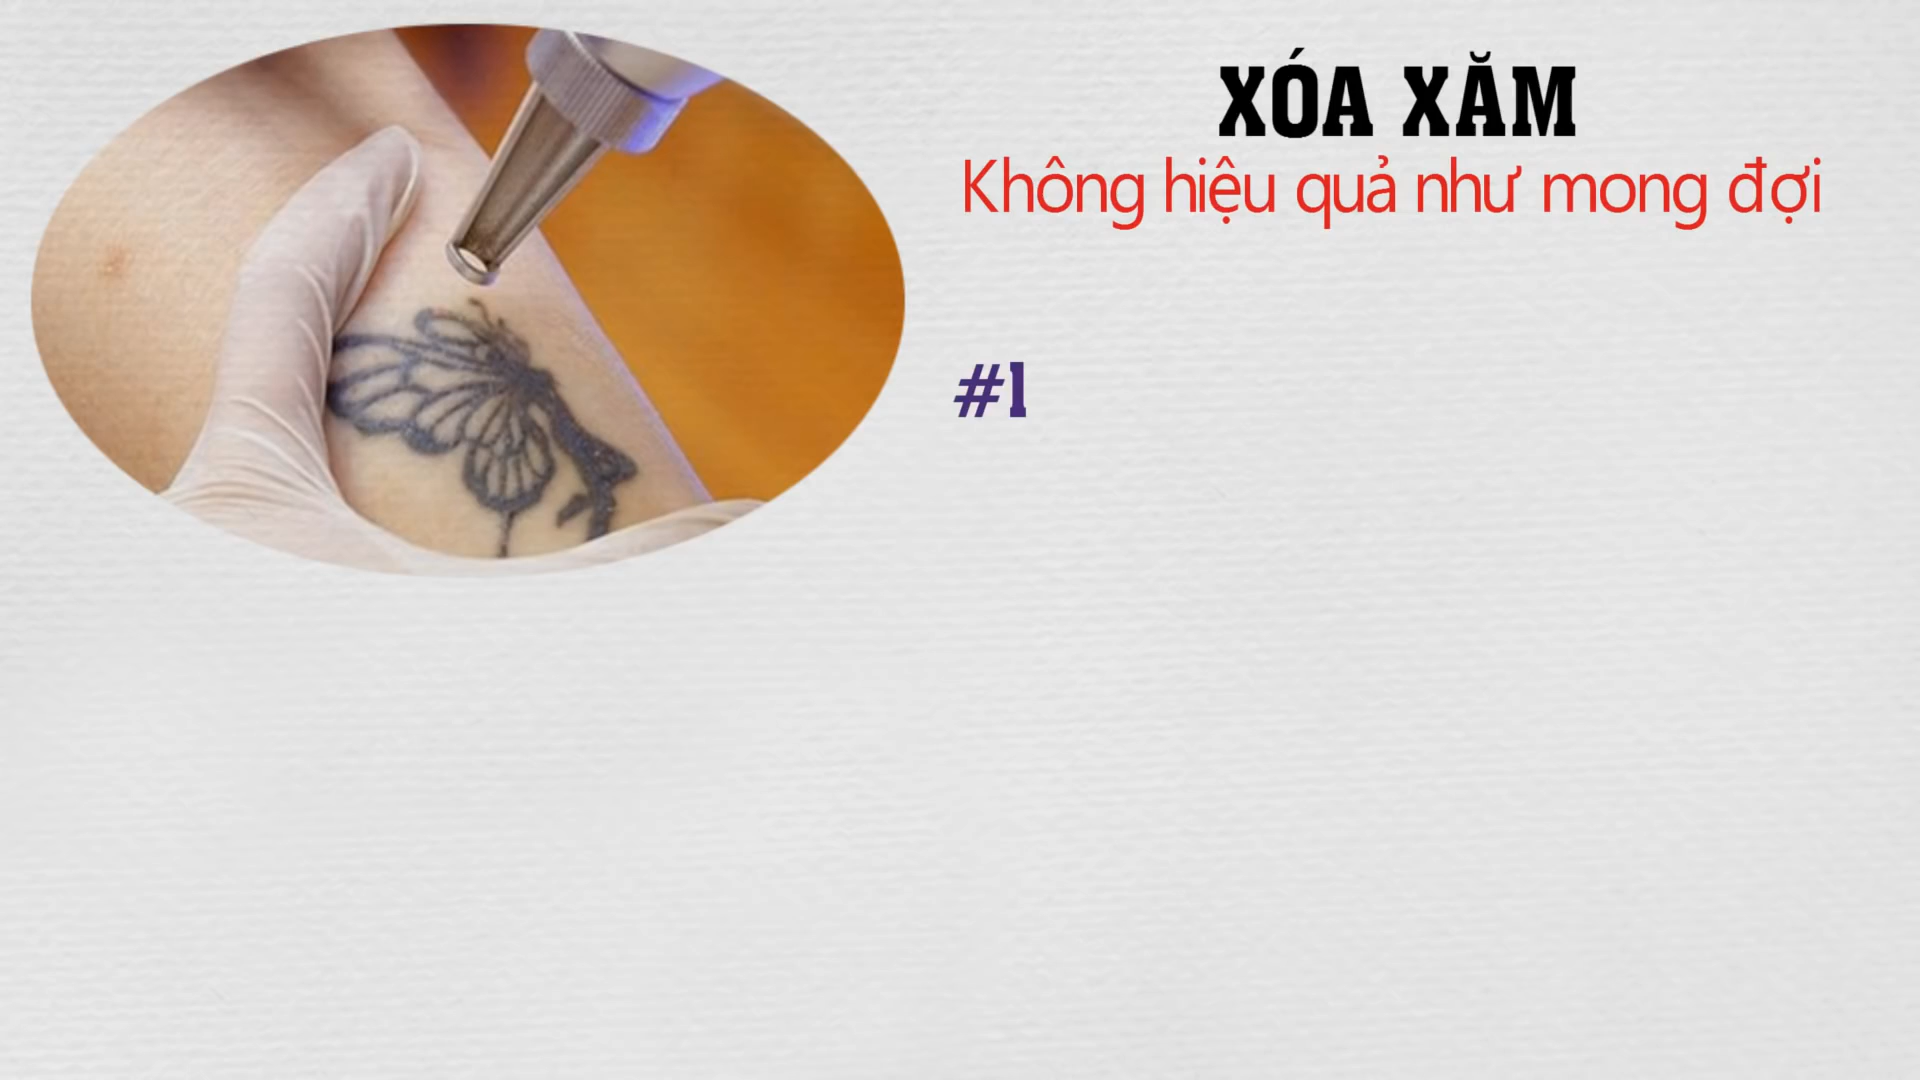 XÓA XĂM
Không hiệu quả như mong đợi
#1